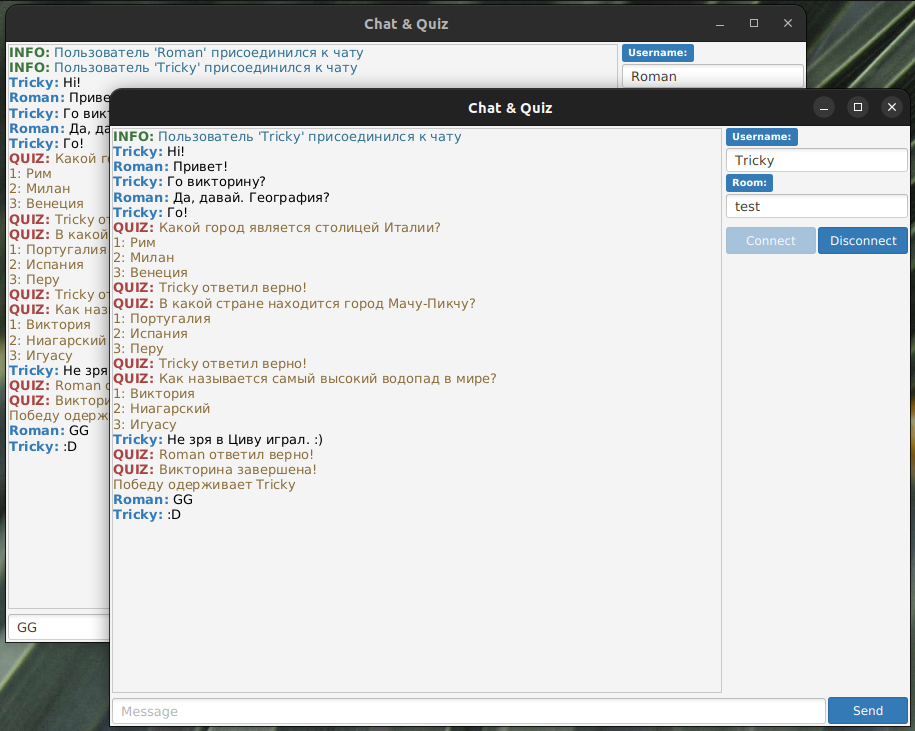 Chat & Quiz
INFO: Пользователь 'Roman' присоединился к чату
INFO: Пользователь 'Tricky' присоединился к чату
Tricky: Hi!
Roman:
Tricky: Го
Roman: Да,
Tricky: Го!
QUIZ: Какой
1: Рим
2: Милан
3: Венеция
QUIZ: Tricky
QUIZ: В какой
1: Португалия
2: Испания
3: Перу
QUIZ: Tricky
QUIZ: Как
1: Виктория
2: Ниагарский
3: Игуасу
Tricky: Не зря
QUIZ: Roman
QUIZ:
Победу
Roman: GG
Tricky: :D
GG
Username:
Roman
Chat & Quiz
INFO: Пользователь 'Tricky' присоединился к чату
Tricky: Hi!
Roman: Привет!
Tricky: Го викторину?
Roman: Да, давай. География?
Tricky: Го!
QUIZ: Какой город является столицей Италии?
1: Рим
2: Милан
3: Венеция
QUIZ: Tricky ответил верно!
QUIZ: В какой стране находится город Мачу-Пикчу?
1: Португалия
2: Испания
3: Перу
QUIZ: Tricky ответил верно!
QUIZ: Как называется самый высокий водопад в мире?
1: Виктория
2: Ниагарский
3: Игуасу
Tricky: Не зря в Циву играл. :)
QUIZ: Roman ответил верно!
QUIZ: Викторина завершена!
Победу одерживает Tricky
Roman: GG
Tricky: :D
Username:
Tricky
Room:
test
Connect
Disconnect
Message
Send